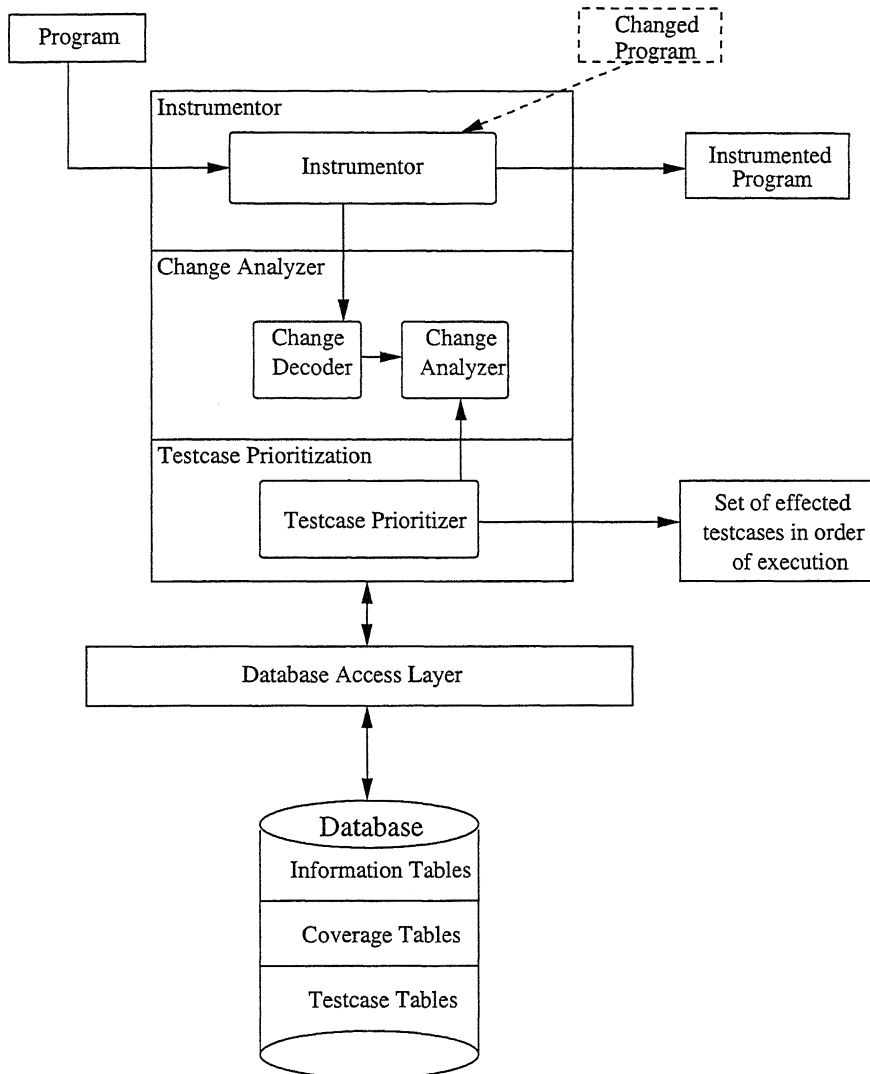 Program
Changed
Program
Instrumentor
Instrumentor
Instrumented
Program
Change Analyzer
Change
Decoder
Change
Analyzer
Testcase Prioritization
Testcase Prioritizer
Set of effected
testcases in order
of execution
Database Access Layer
Database
Information Tables
Coverage Tables
Testcase Tables